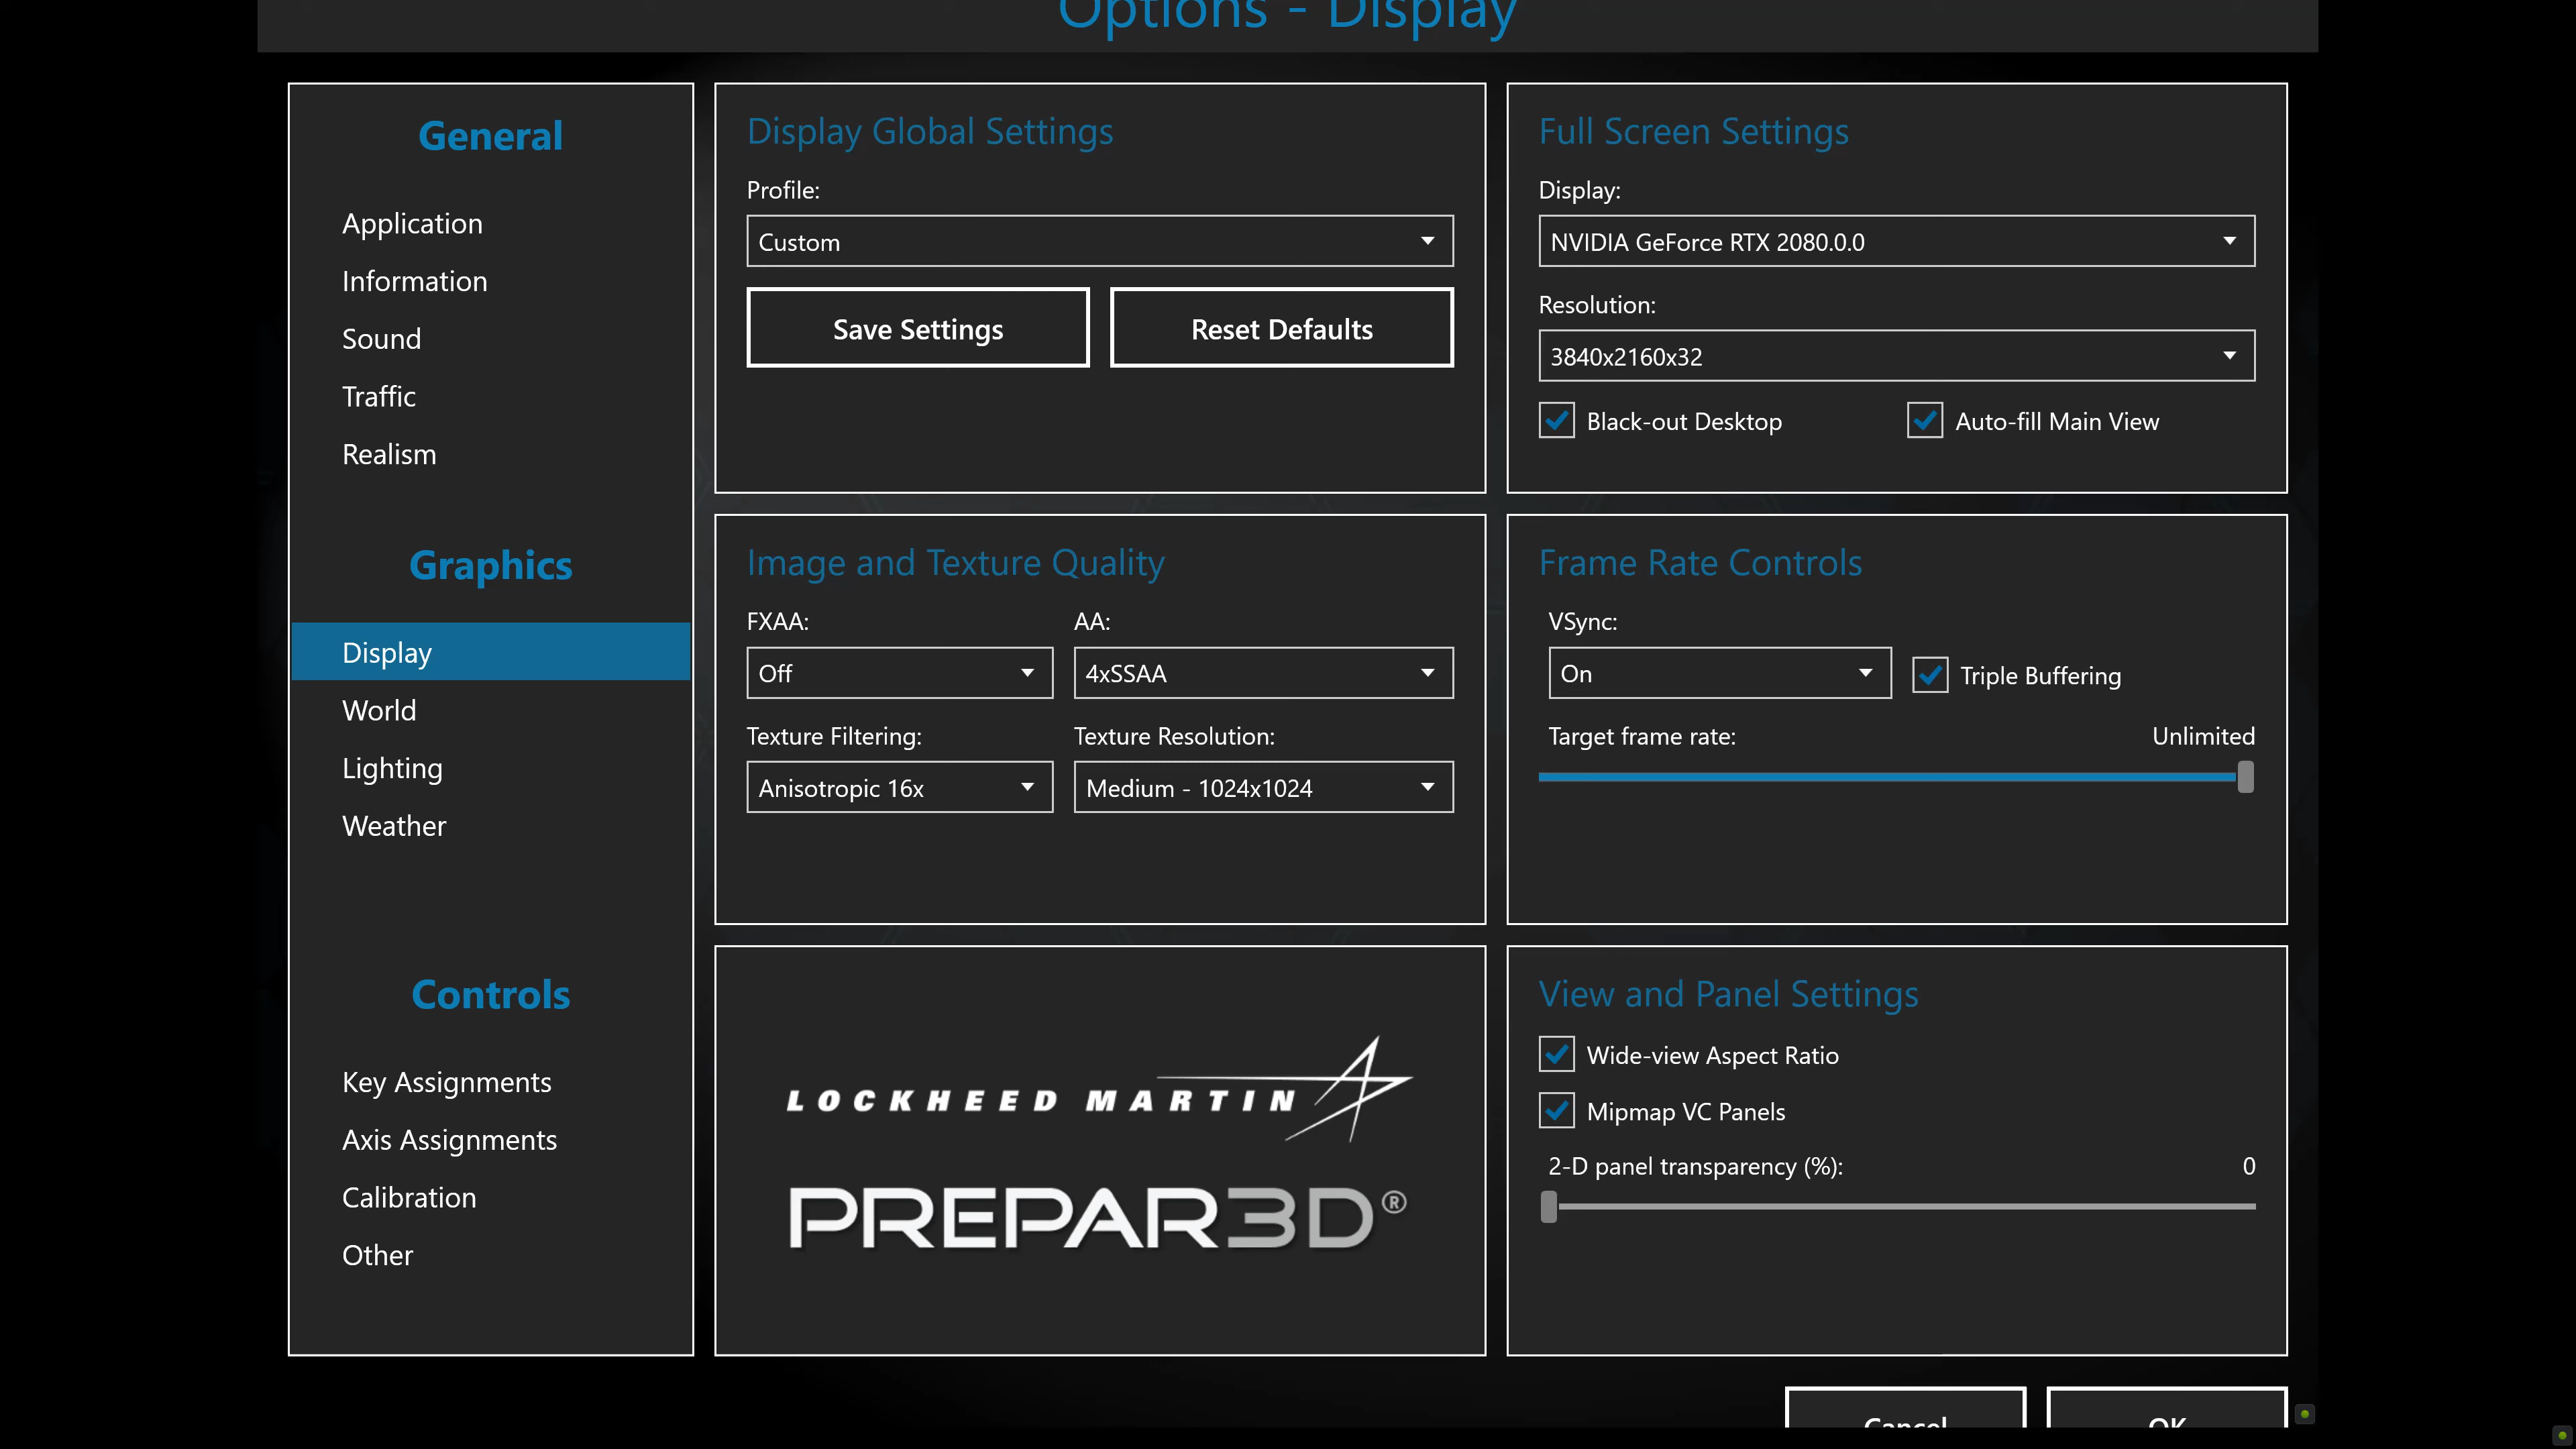 Options - Display
General
Application
Information
Sound
Traffic
Realism
Graphics
Display
World
Lighting
Weather
Controls
Key Assignments
Axis Assignments
Calibration
Other
Display Global Settings
Profile:
Custom
Save Settings
Reset Defaults
Full Screen Settings
Display:
NVIDIA GeForce RTX 2080.0.0
Resolution:
3840x2160x32
Black-out Desktop
Auto-fill Main View
Image and Texture Quality
FXAA:
AA:
Off
4xSSAA
Texture Filtering:
Texture Resolution:
Anisotropic 16x
Medium - 1024x1024
Frame Rate Controls
VSync:
On
Triple Buffering
Target frame rate:
Unlimited
LOCKHEED MARTIN
PREPAR3D®
View and Panel Settings
Wide-view Aspect Ratio
Mipmap VC Panels
2-D panel transparency (%):
0
Cancel
OK